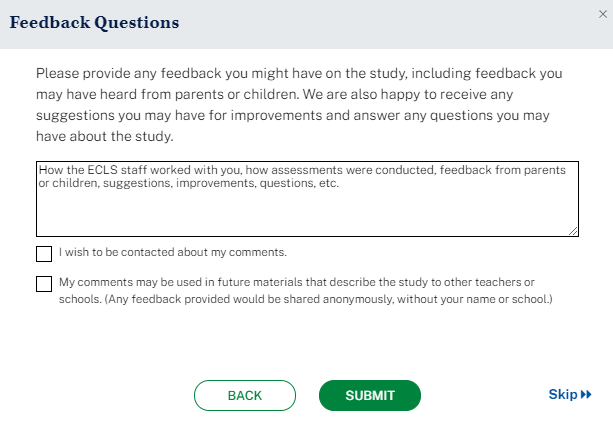 Feedback Questions
×
Please provide any feedback you might have on the study, including feedback you
may have heard from parents or children. We are also happy to receive any
suggestions you may have for improvements and answer any questions you may
have about the study.
How the ECLS staff worked with you, how assessments were conducted, feedback from parents
or children, suggestions, improvements, questions, etc.
I wish to be contacted about my comments.
My comments may be used in future materials that describe the study to other teachers or
schools. (Any feedback provided would be shared anonymously, without your name or school.)
BACK
SUBMIT
Skip